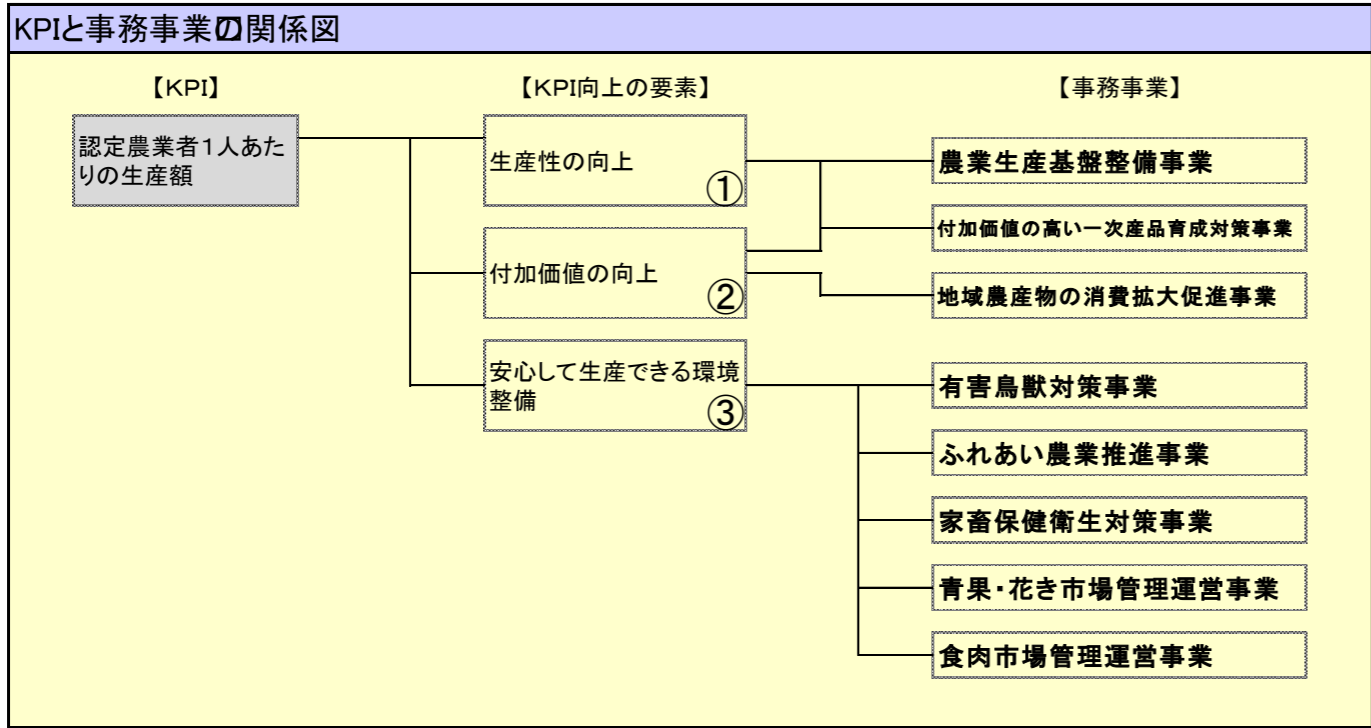 KPIと事務事業の関係図
【KPI】
【KPI向上の要素】
【事務事業】
認定農業者1人あた
りの生産額
生産性の向上
①
付加価値の向上
②
安心して生産できる環境
整備
③
農業生産基盤整備事業
付加価値の高い一次産品育成対策事業
地域農産物の消費拡大促進事業
有害鳥獣対策事業
ふれあい農業推進事業
家畜保健衛生対策事業
青果・花き市場管理運営事業
食肉市場管理運営事業